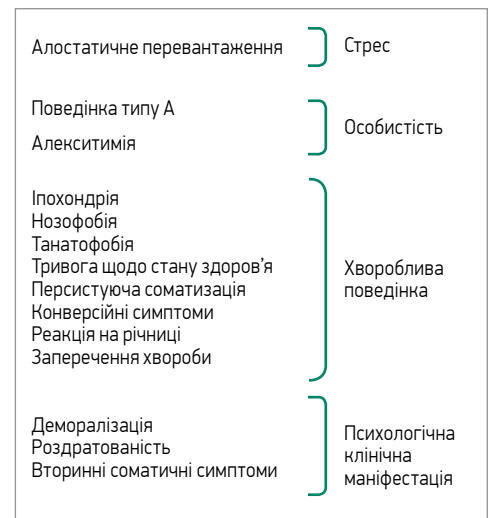 Алостатичне перевантаження
Стрес
Поведінка типу А
Алекситимія
Особистість
Іпохондрія
Нозофобія
Танатофобія
Тривога щодо стану здоров’я
Персистуюча соматизація
Конверсійні симптоми
Реакція на річниці
Заперечення хвороби
Хвороблива
поведінка
Деморалізація
Роздратованість
Вторинні соматичні симптоми
Психологічна
клінічна
маніфестація